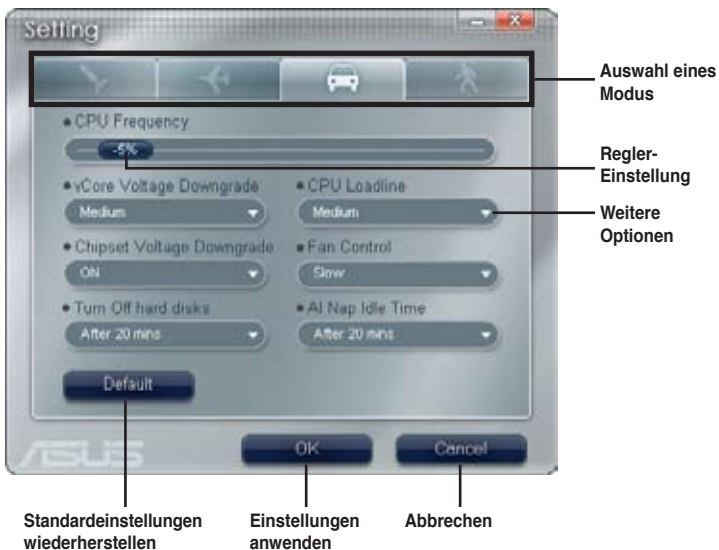 Setting
Auswahl eines
Modus
CPU Frequency
-5%
Regler-
Einstellung
vCore Voltage Downgrade
CPU Loadline
Medium
Medium
Weitere
Optionen
Chipset Voltage Downgrade
Fan Control
ON
Slow
Turn Off hard disks
AI Nap Idle Time
After 20 mins
After 20 mins
Default
ASUS
OK
Cancel
Standardeinstellungen
wiederherstellen
Einstellungen
anwenden
Abbrechen